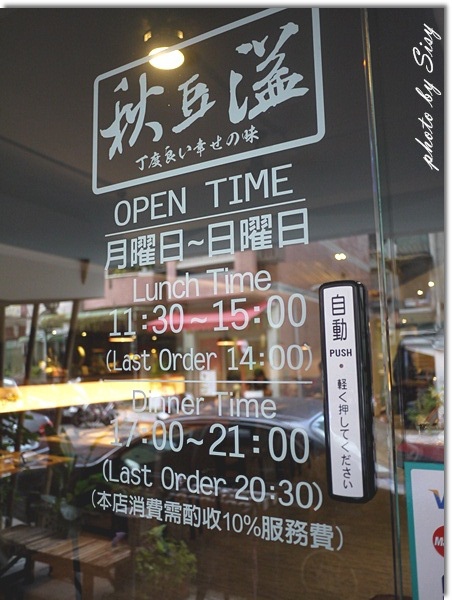 photo by Sisy
秋豆溢
丁度良い幸せの味
OPEN TIME
月曜日~日曜日
Lunch Time
11:30~15:00
(Last Order 14:00)
Dinner Time
17:00~21:00
(Last Order 20:30)
(本店消費需酌收10%服務費)
自動
PUSH
・
軽く押してください